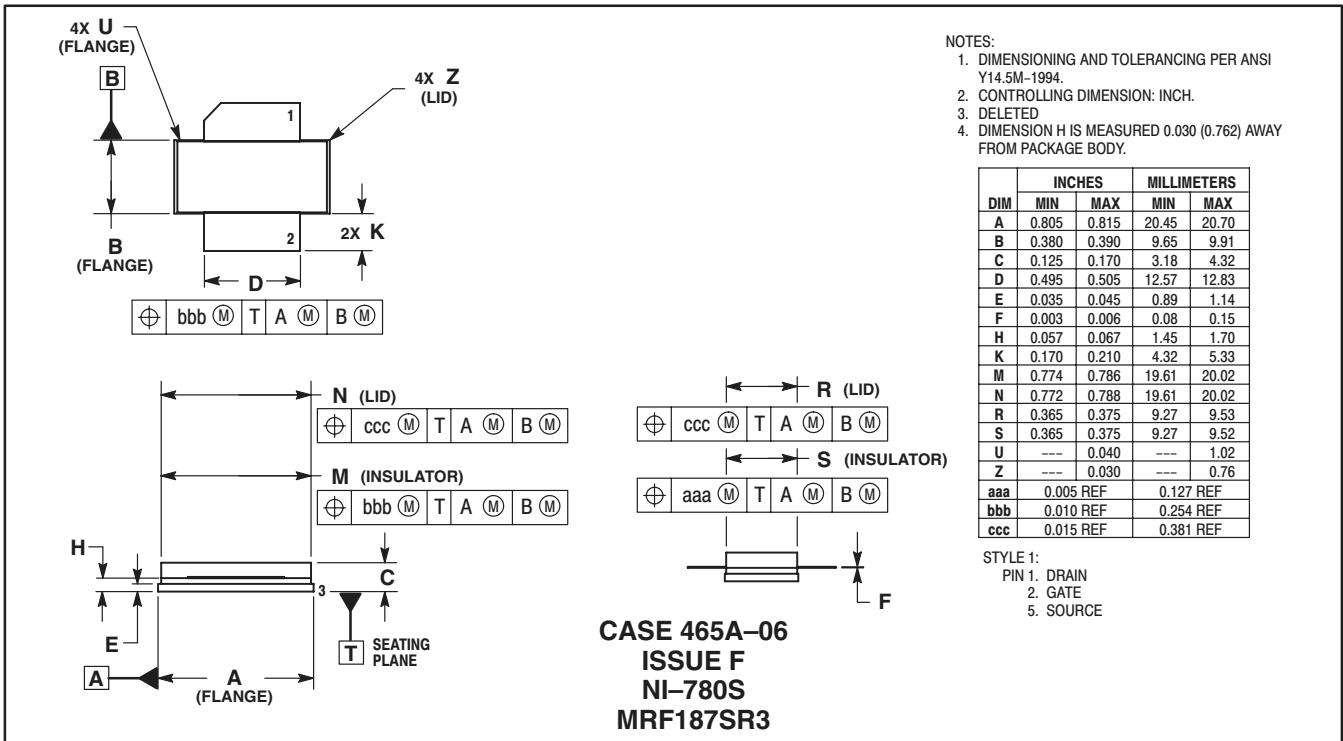 4X U
(FLANGE)
B
4X Z
(LID)
1
B
(FLANGE)
2X K
2
D
⌖ bbb Ⓜ T A Ⓜ B Ⓜ
N (LID)
⌖ ccc Ⓜ T A Ⓜ B Ⓜ
M (INSULATOR)
⌖ bbb Ⓜ T A Ⓜ B Ⓜ
R (LID)
⌖ ccc Ⓜ T A Ⓜ B Ⓜ
S (INSULATOR)
⌖ aaa Ⓜ T A Ⓜ B Ⓜ
H
C
3
E
T SEATING
PLANE
A
A
(FLANGE)
F
CASE 465A–06
ISSUE F
NI–780S
MRF187SR3
NOTES:
1. DIMENSIONING AND TOLERANCING PER ANSI
Y14.5M–1994.
2. CONTROLLING DIMENSION: INCH.
3. DELETED
4. DIMENSION H IS MEASURED 0.030 (0.762) AWAY
FROM PACKAGE BODY.
INCHES MILLIMETERS
DIM MIN MAX MIN MAX
A 0.805 0.815 20.45 20.70
B 0.380 0.390 9.65 9.91
C 0.125 0.170 3.18 4.32
D 0.495 0.505 12.57 12.83
E 0.035 0.045 0.89 1.14
F 0.003 0.006 0.08 0.15
H 0.057 0.067 1.45 1.70
K 0.170 0.210 4.32 5.33
M 0.774 0.786 19.61 20.02
N 0.772 0.788 19.61 20.02
R 0.365 0.375 9.27 9.53
S 0.365 0.375 9.27 9.52
U --- 0.040 --- 1.02
Z --- 0.030 --- 0.76
aaa 0.005 REF 0.127 REF
bbb 0.010 REF 0.254 REF
ccc 0.015 REF 0.381 REF
STYLE 1:
PIN 1. DRAIN
2. GATE
5. SOURCE